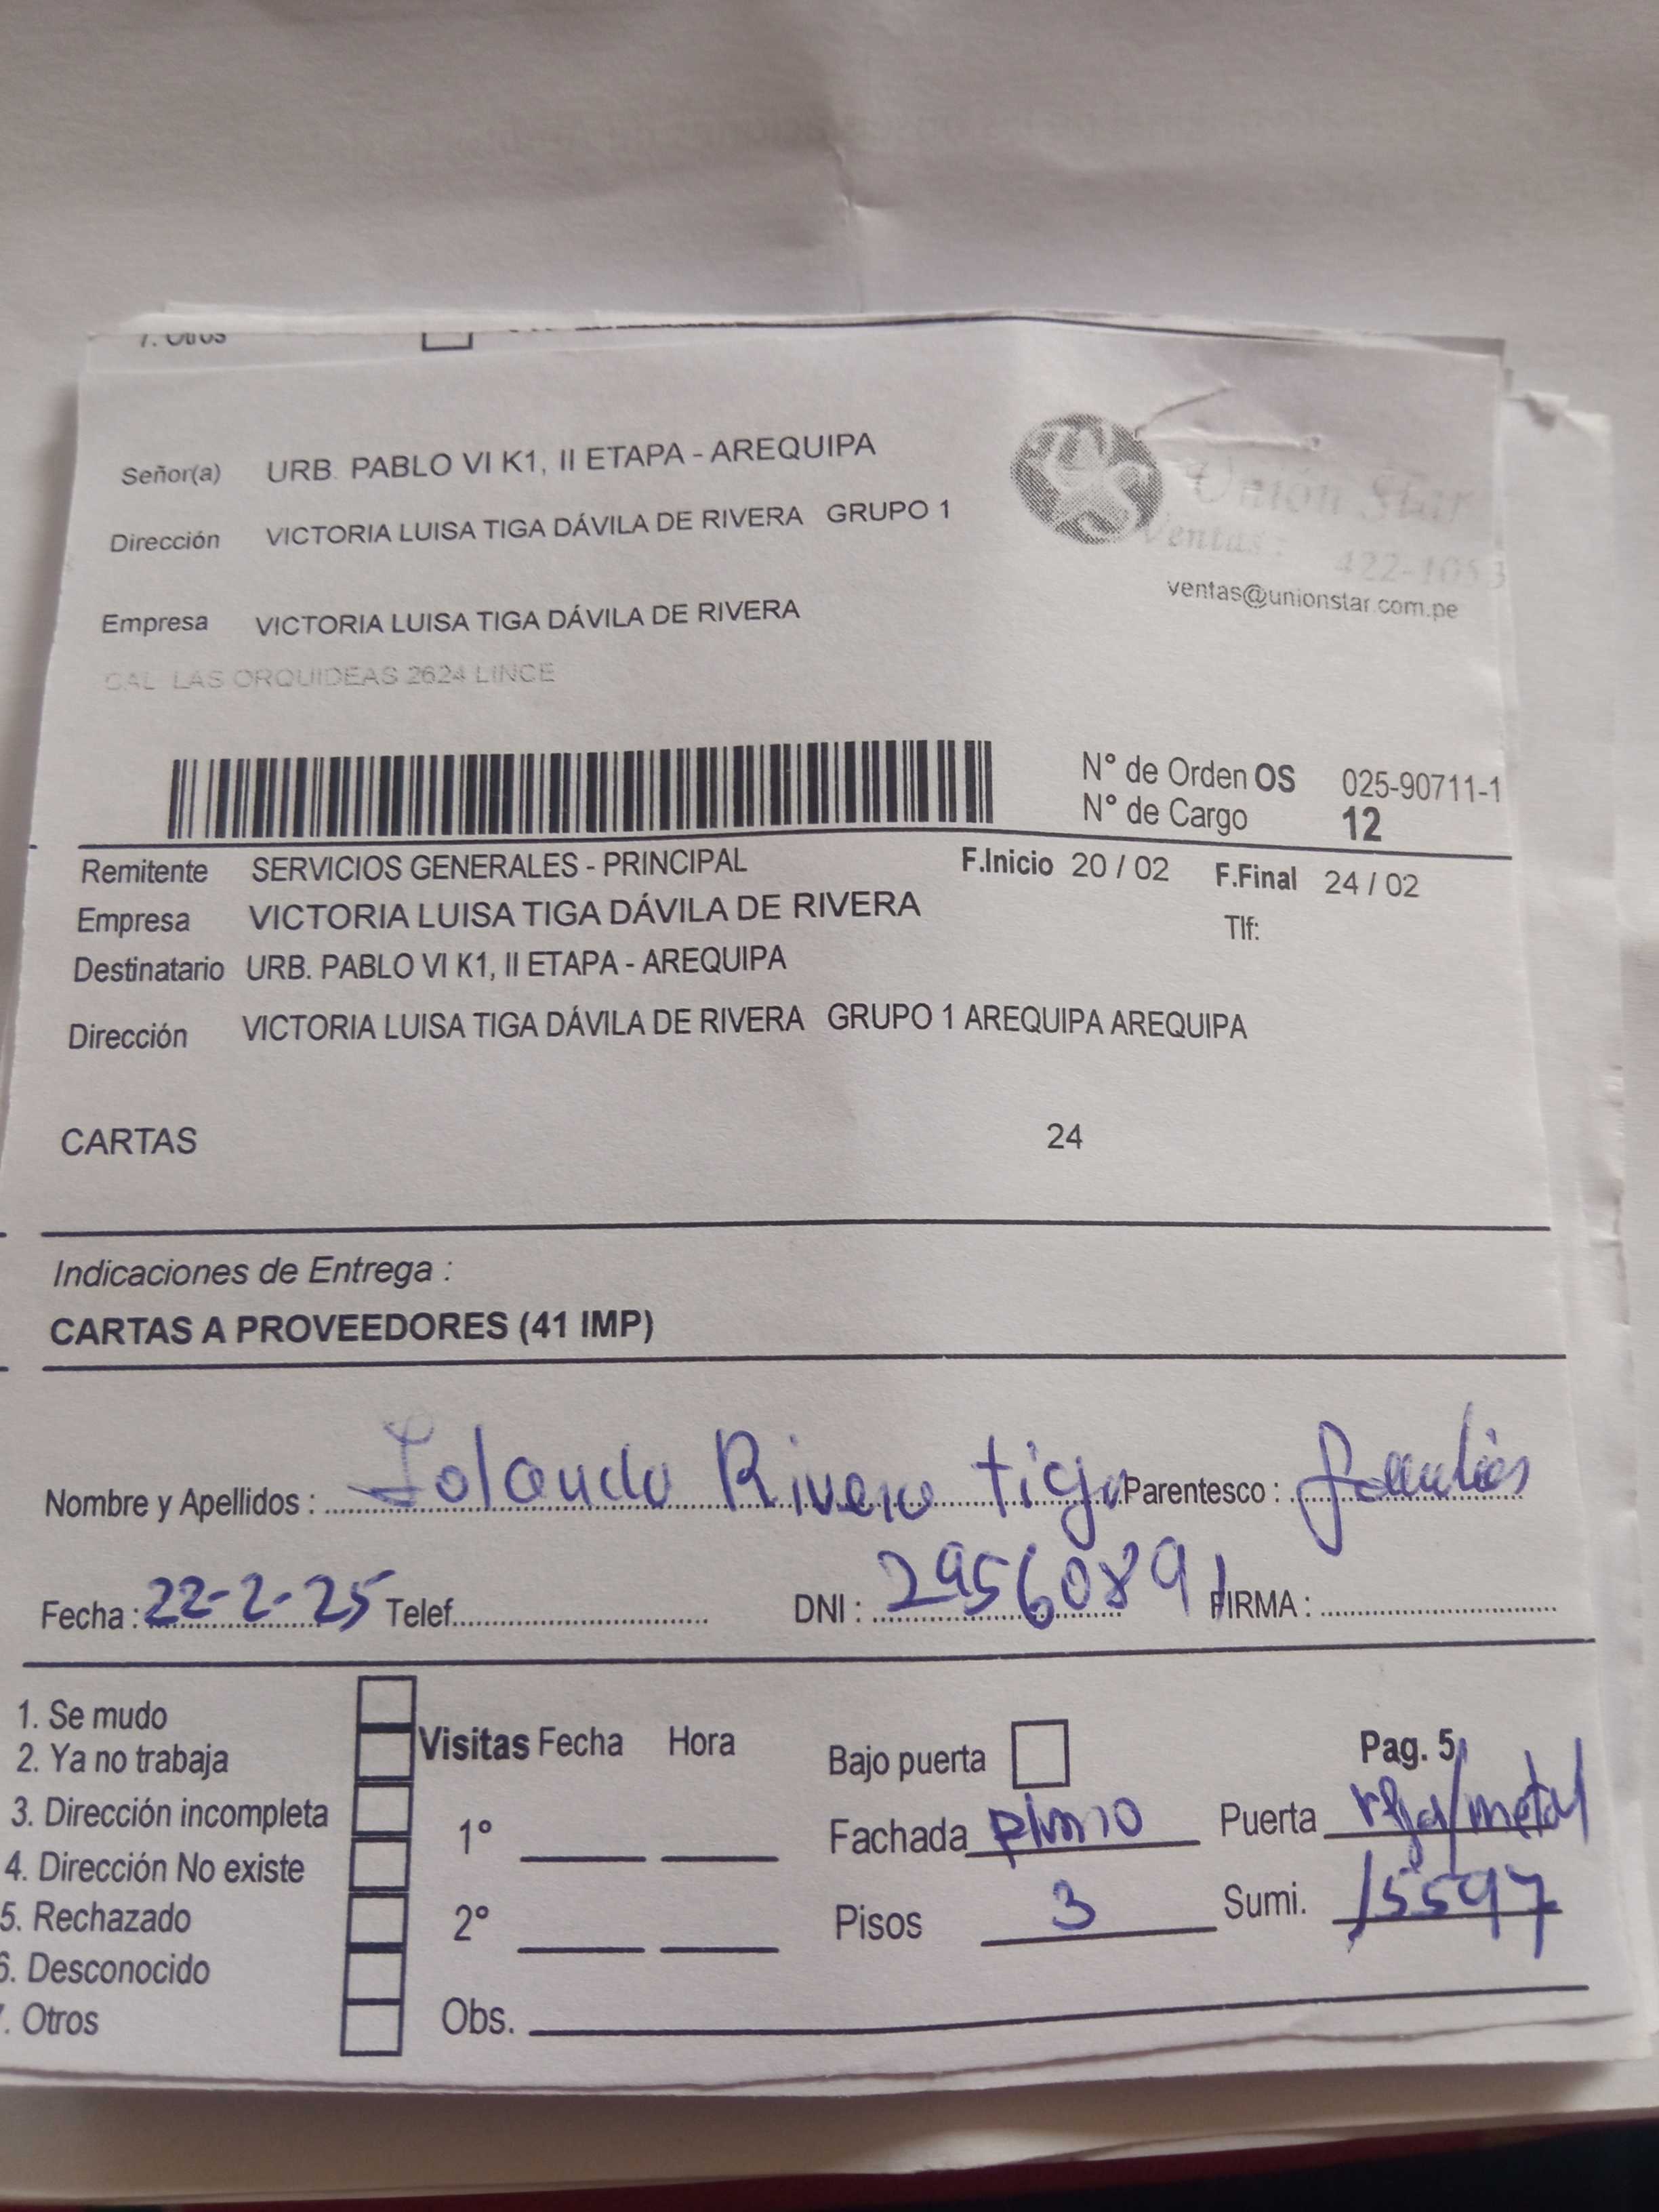 7. Otros
Señor(a) URB. PABLO VI K1, II ETAPA - AREQUIPA
Dirección VICTORIA LUISA TIGA DÁVILA DE RIVERA GRUPO 1
Unión Star
Ventas: 422-1053
ventas@unionstar.com.pe
Empresa VICTORIA LUISA TIGA DÁVILA DE RIVERA
CAL LAS ORQUIDEAS 2624 LINCE
N° de Orden OS 025-90711-1
N° de Cargo 12
Remitente SERVICIOS GENERALES - PRINCIPAL F.Inicio 20 / 02 F.Final 24 / 02
Empresa VICTORIA LUISA TIGA DÁVILA DE RIVERA Tlf:
Destinatario URB. PABLO VI K1, II ETAPA - AREQUIPA
Dirección VICTORIA LUISA TIGA DÁVILA DE RIVERA GRUPO 1 AREQUIPA AREQUIPA
CARTAS 24
Indicaciones de Entrega :
CARTAS A PROVEEDORES (41 IMP)
Nombre y Apellidos : Rivera tiga Parentesco :
Fecha : 22-2-25 Telef. DNI : 29560891 FIRMA :
1. Se mudo
2. Ya no trabaja
3. Dirección incompleta
4. Dirección No existe
5. Rechazado
6. Desconocido
7. Otros
Visitas Fecha Hora
1°
2°
Obs.
Bajo puerta Pag. 5
Fachada plomo Puerta reja/metal
Pisos 3 Sumi. 15597